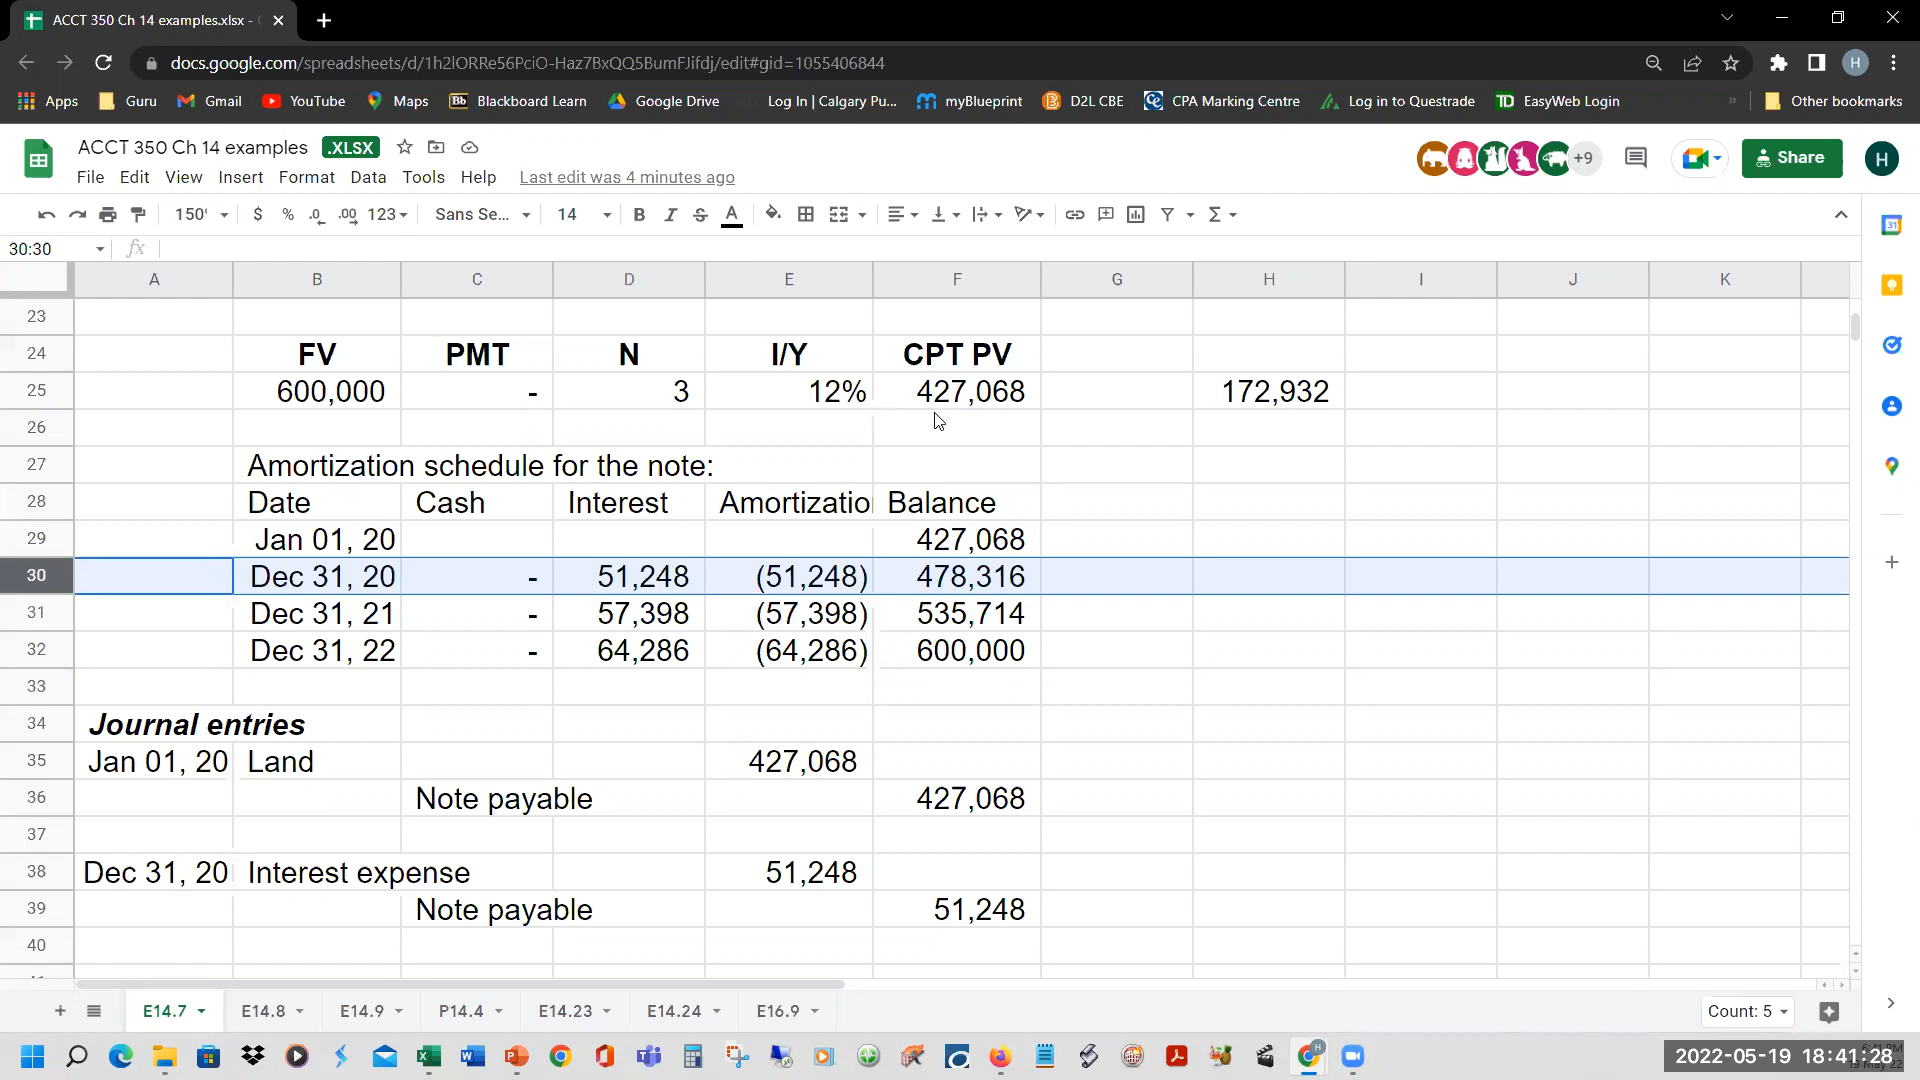 ACCT 350 Ch 14 examples.xlsx -
docs.google.com/spreadsheets/d/1h2lORRe56PciO-Haz7BxQQ5BumFJifdj/edit#gid=1055406844
Apps Guru Gmail YouTube Maps Bb Blackboard Learn Google Drive Log In | Calgary Pu... myBlueprint D2L CBE CPA Marking Centre Log in to Questrade TD EasyWeb Login » Other bookmarks
ACCT 350 Ch 14 examples .XLSX +9 Share H
File Edit View Insert Format Data Tools Help Last edit was 4 minutes ago
150% $ % .0 .00 123 Sans Se... 14 B I S A
30:30 fx
A B C D E F G H I J K
23
24 FV PMT N I/Y CPT PV
25 600,000 - 3 12% 427,068 172,932
26
27 Amortization schedule for the note:
28 Date Cash Interest Amortization Balance
29 Jan 01, 20 427,068
30 Dec 31, 20 - 51,248 (51,248) 478,316
31 Dec 31, 21 - 57,398 (57,398) 535,714
32 Dec 31, 22 - 64,286 (64,286) 600,000
33
34 Journal entries
35 Jan 01, 20 Land 427,068
36 Note payable 427,068
37
38 Dec 31, 20 Interest expense 51,248
39 Note payable 51,248
40
E14.7 E14.8 E14.9 P14.4 E14.23 E14.24 E16.9 Count: 5
2022-05-19 18:41:28